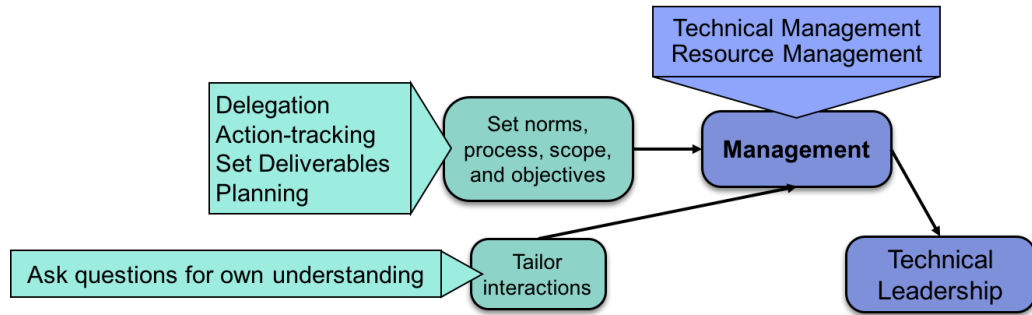 Technical Management
Resource Management
Delegation
Action-tracking
Set Deliverables
Planning
Set norms,
process, scope,
and objectives
Management
Ask questions for own understanding
Tailor
interactions
Technical
Leadership